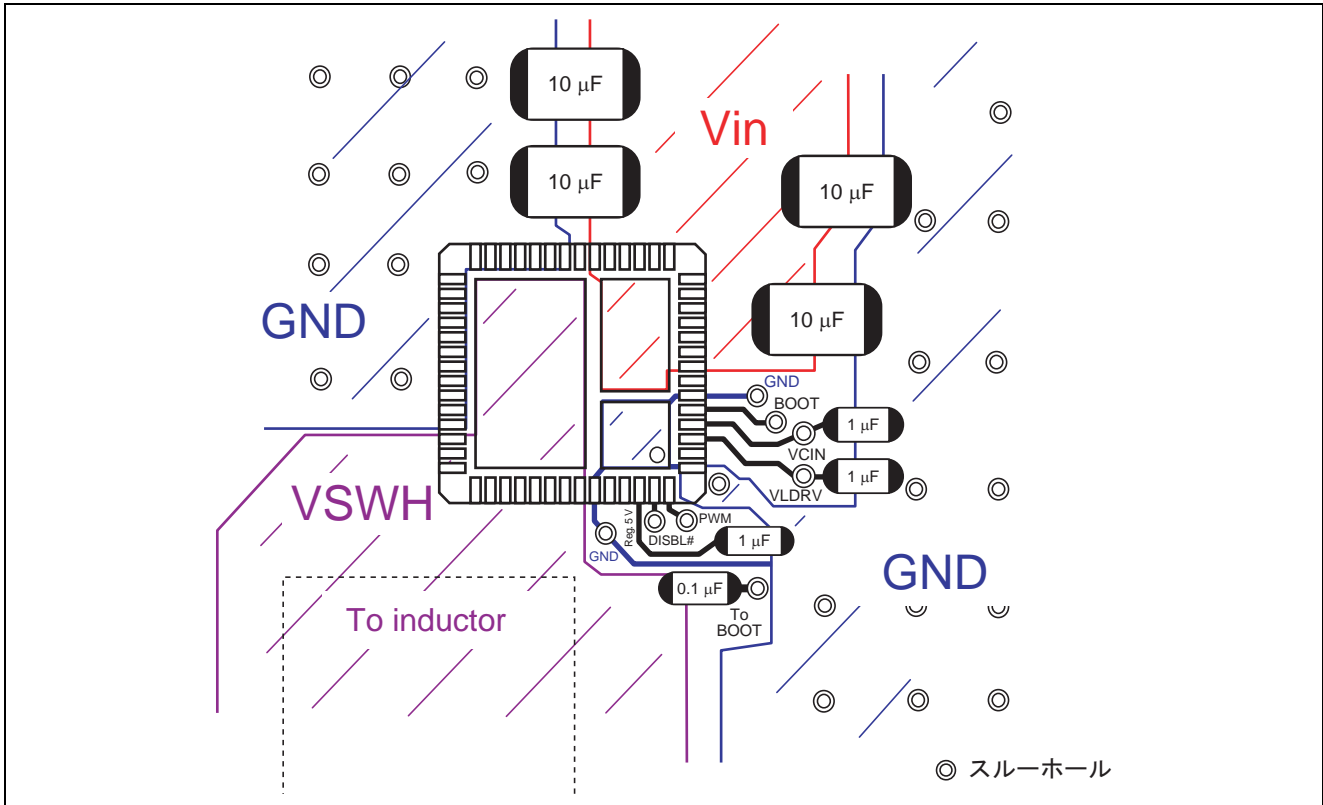 10 μF
Vin
10 μF
10 μF
10 μF
GND
GND
BOOT
1 μF
VCIN
1 μF
VLDRV
VSWH
Reg. 5 V
PWM
DISBL#
GND
1 μF
GND
0.1 μF
To
BOOT
To inductor
スルーホール